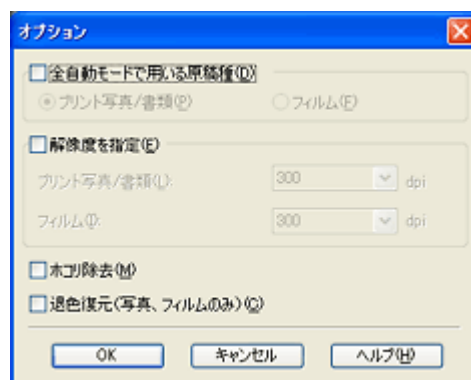 オプション
全自動モードで用いる原稿種(D)
プリント写真/書類(P) フィルム(F)
解像度を指定(E)
プリント写真/書類(L): 300 dpi
フィルム(I): 300 dpi
ホコリ除去(M)
退色復元(写真、フィルムのみ)(C)
OK キャンセル ヘルプ(H)